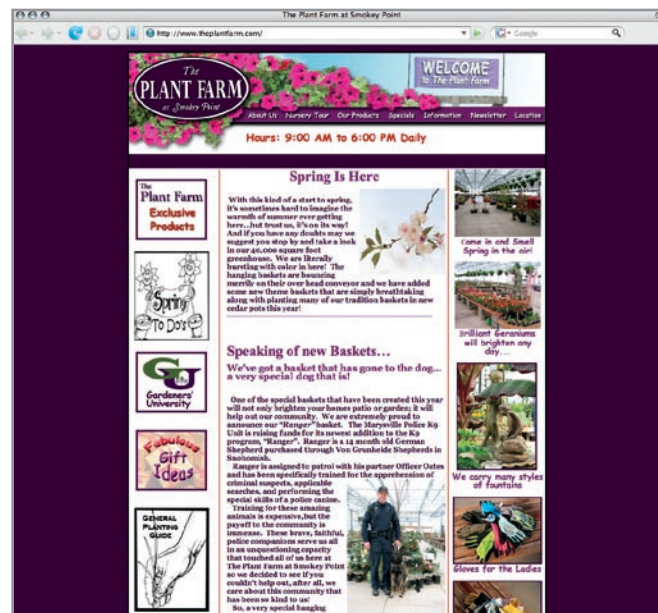 The Plant Farm at Smokey Point
http://www.theplantfarm.com/
Google
The
PLANT FARM
at Smokey Point
WELCOME
to The Plant Farm
About Us Nursery Tour Our Products Specials Information Newsletter Location
Hours: 9:00 AM to 6:00 PM Daily
The
Plant Farm
Exclusive
Products
Spring
To Do's
GU
Gardeners'
University
Fabulous
Gift
Ideas
GENERAL
PLANTING
GUIDE
Spring Is Here
With this kind of a start to spring,
it's sometimes hard to imagine the
warmth of summer ever getting
here...but trust us, it's on its way!
And if you have any doubts may we
suggest you stop by and take a look
in our 40,000 square foot
greenhouse. We are literally
bursting with color in here! The
hanging baskets are bouncing
merrily on their over head conveyor and we have added
some new theme baskets that are simply breathtaking
along with planting many of our tradition baskets in new
cedar pots this year!
Speaking of new Baskets...
We've got a basket that has gone to the dog...
a very special dog that is!
One of the special baskets that have been created this year
will not only brighten your homes patio or garden; it will
help out our community. We are extremely proud to
announce our "Ranger" basket. The Marysville Police K9
Unit is raising funds for its newest addition to the K9
program, "Ranger". Ranger is a 14 month old German
Shepherd purchased through Von Grunheide Shepherds in
Snohomish.
Ranger is assigned to patrol with his partner Officer Oates
and has been specifically trained for the apprehension of
criminal suspects, applicable
searches, and performing the
special skills of a police canine.
Training for these amazing
animals is expensive,but the
payoff to the community is
immense. These brave, faithful,
police companions serve us all
in an unquestioning capacity
that touched all of us here at
The Plant Farm at Smokey Point
so we decided to see if you
couldn't help out, after all, we
care about this community that
has been so kind to us!
So, a very special hanging
Come in and Smell
Spring in the air!
Brilliant Geraniums
will brighten any
day...
We carry many styles
of fountains
Gloves for the Ladies